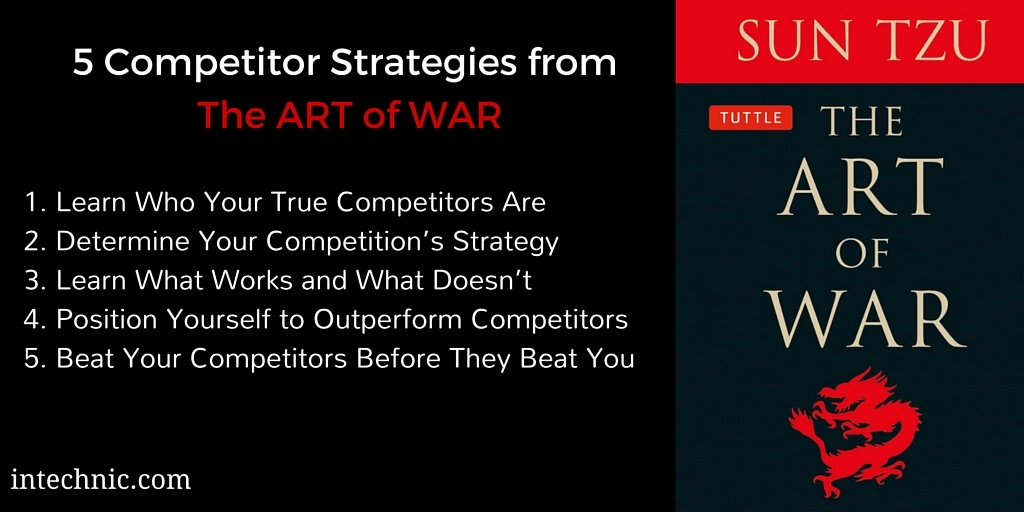 5 Competitor Strategies from
The ART of WAR
1. Learn Who Your True Competitors Are
2. Determine Your Competition's Strategy
3. Learn What Works and What Doesn't
4. Position Yourself to Outperform Competitors
5. Beat Your Competitors Before They Beat You
intechnic.com
SUN TZU
TUTTLE
THE
ART
OF
WAR